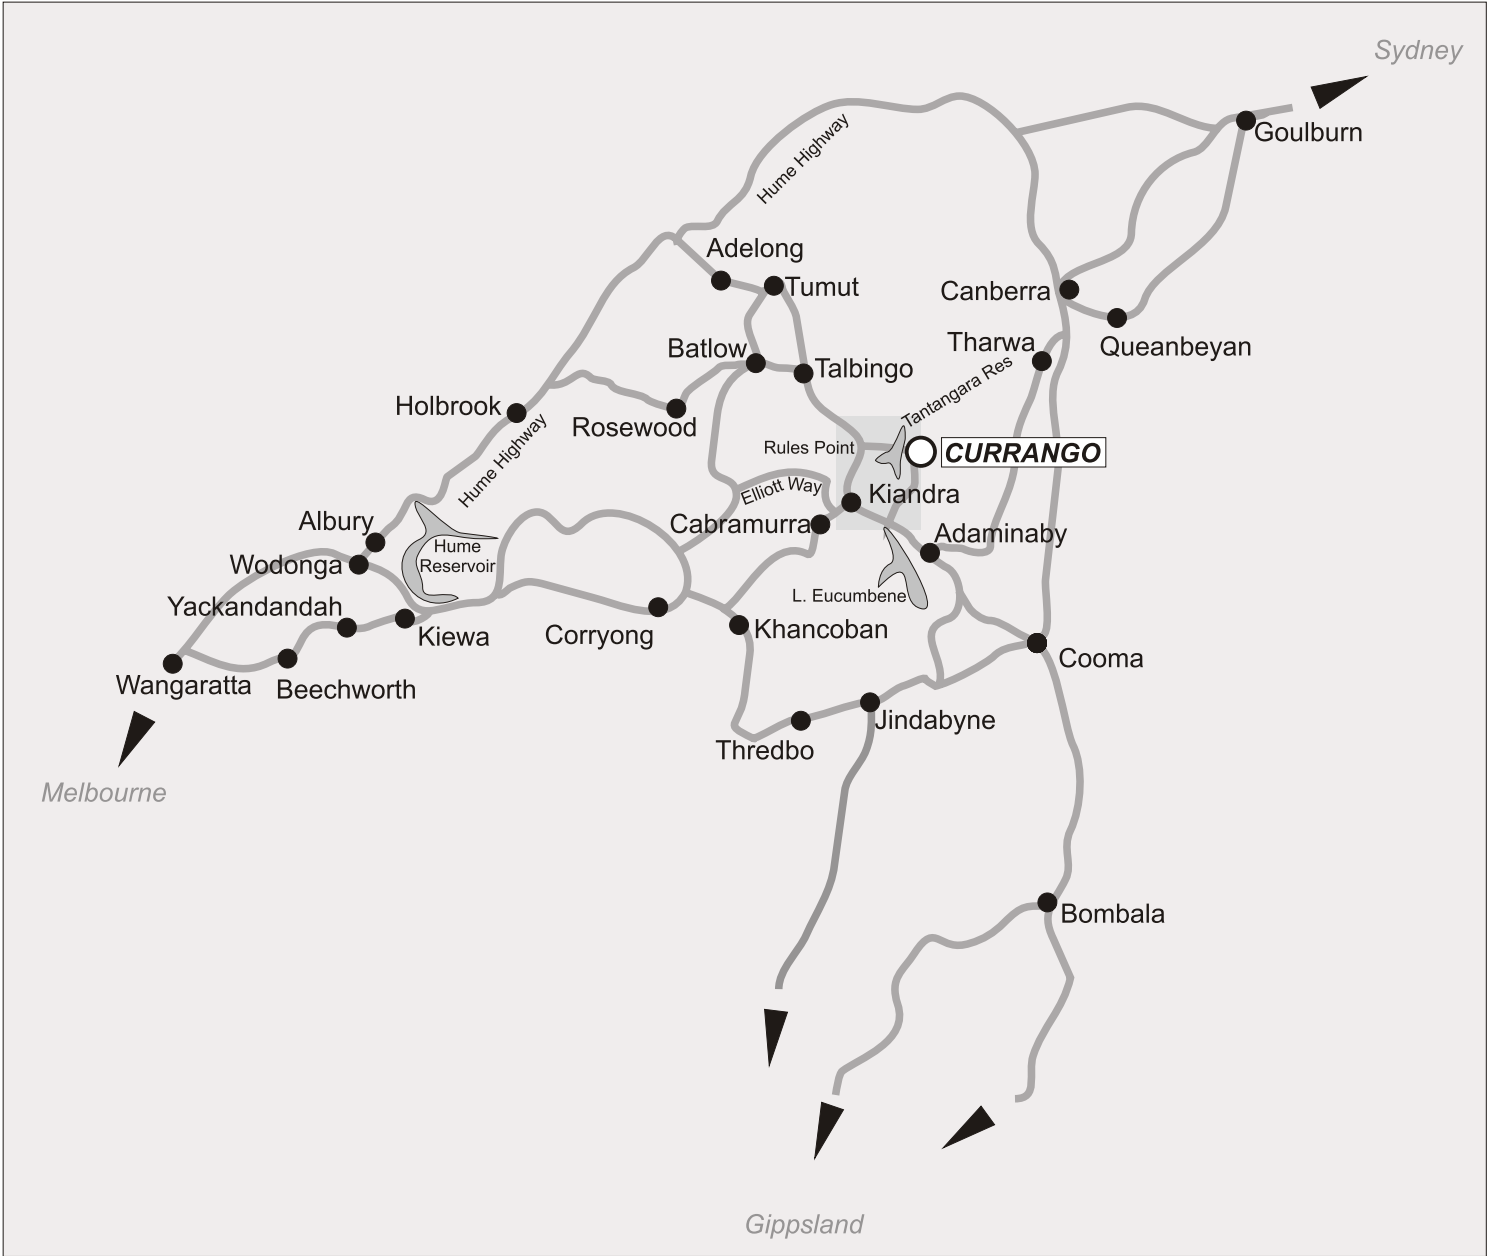 Sydney
Hume Highway
Goulburn
Adelong
Tumut
Canberra
Queanbeyan
Tharwa
Batlow
Talbingo
Tantangara Res
Holbrook
Rosewood
Hume Highway
Rules Point
CURRANGO
Elliott Way
Kiandra
Cabramurra
Adaminaby
Albury
Wodonga
Hume
Reservoir
L. Eucumbene
Yackandandah
Kiewa
Corryong
Khancoban
Cooma
Wangaratta
Beechworth
Jindabyne
Thredbo
Melbourne
Bombala
Gippsland